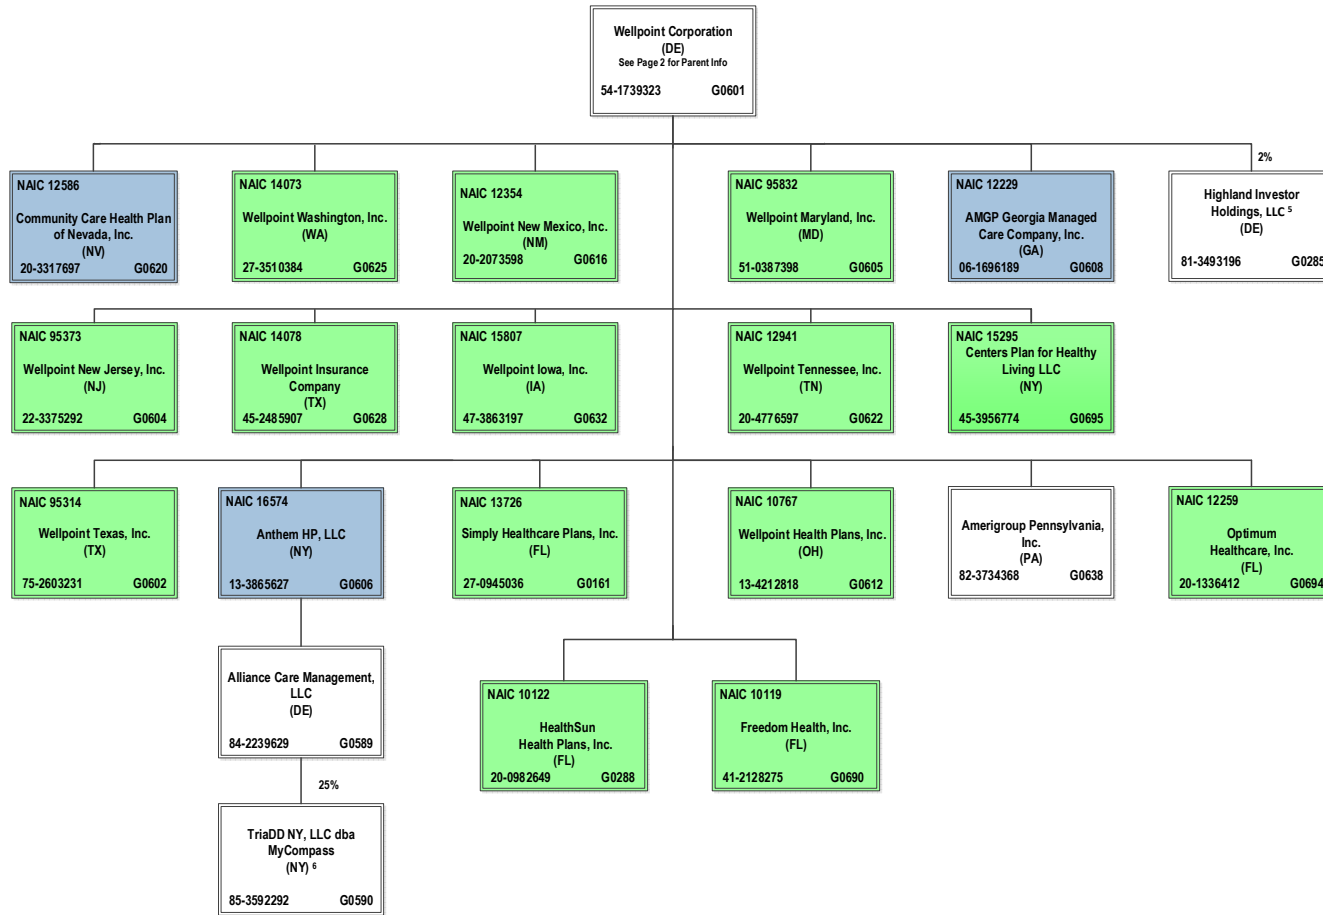 Wellpoint Corporation
(DE)
See Page 2 for Parent Info
54-1739323 G0601
NAIC 12586
Community Care Health Plan
of Nevada, Inc.
(NV)
20-3317697 G0620
NAIC 14073
Wellpoint Washington, Inc.
(WA)
27-3510384 G0625
NAIC 12354
Wellpoint New Mexico, Inc.
(NM)
20-2073598 G0616
NAIC 95832
Wellpoint Maryland, Inc.
(MD)
51-0387398 G0605
NAIC 12229
AMGP Georgia Managed
Care Company, Inc.
(GA)
06-1696189 G0608
2%
Highland Investor
Holdings, LLC ⁵
(DE)
81-3493196 G0285
NAIC 95373
Wellpoint New Jersey, Inc.
(NJ)
22-3375292 G0604
NAIC 14078
Wellpoint Insurance
Company
(TX)
45-2485907 G0628
NAIC 15807
Wellpoint Iowa, Inc.
(IA)
47-3863197 G0632
NAIC 12941
Wellpoint Tennessee, Inc.
(TN)
20-4776597 G0622
NAIC 15295
Centers Plan for Healthy
Living LLC
(NY)
45-3956774 G0695
NAIC 95314
Wellpoint Texas, Inc.
(TX)
75-2603231 G0602
NAIC 16574
Anthem HP, LLC
(NY)
13-3865627 G0606
NAIC 13726
Simply Healthcare Plans, Inc.
(FL)
27-0945036 G0161
NAIC 10767
Wellpoint Health Plans, Inc.
(OH)
13-4212818 G0612
Amerigroup Pennsylvania,
Inc.
(PA)
82-3734368 G0638
NAIC 12259
Optimum
Healthcare, Inc.
(FL)
20-1336412 G0694
Alliance Care Management,
LLC
(DE)
84-2239629 G0589
NAIC 10122
HealthSun
Health Plans, Inc.
(FL)
20-0982649 G0288
NAIC 10119
Freedom Health, Inc.
(FL)
41-2128275 G0690
25%
TriaDD NY, LLC dba
MyCompass
(NY) ⁶
85-3592292 G0590